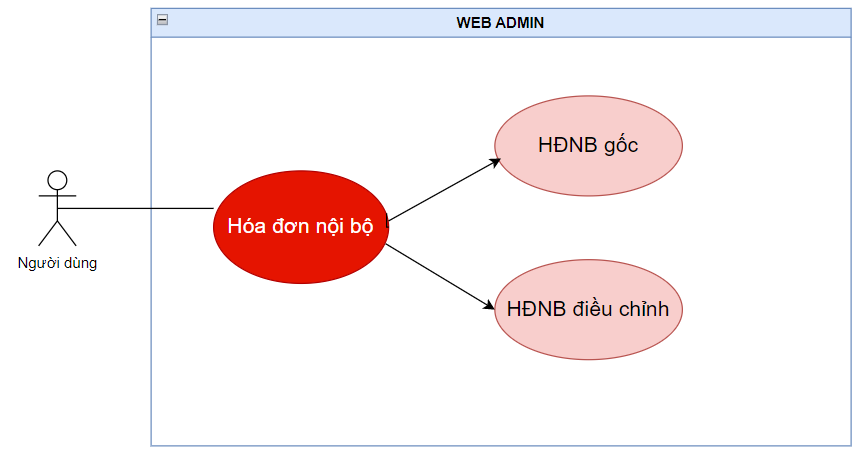 WEB ADMIN
HĐNB gốc
Hóa đơn nội bộ
Người dùng
HĐNB điều chỉnh